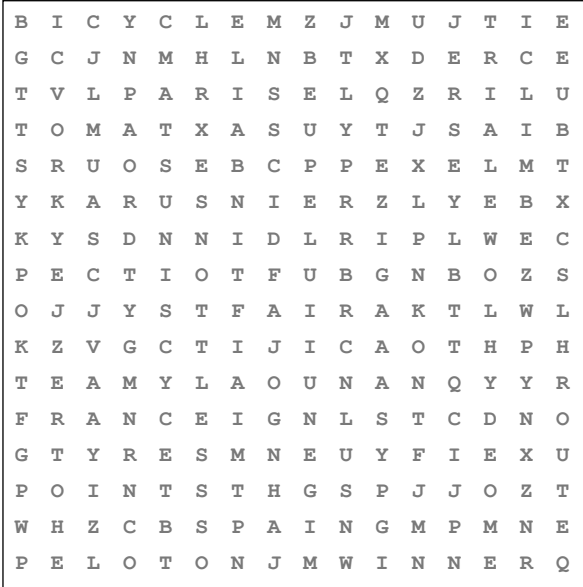 B I C Y C L E M Z J M U J T I E
G C J N M H L N B T X D E R C E
T V L P A R I S E L Q Z R I L U
T O M A T X A S U Y T J S A I B
S R U O S E B C P P E X E L M T
Y K A R U S N I E R Z L Y E B X
K Y S D N N I D L R I P L W E C
P E C T I O T F U B G N B O Z S
O J J Y S T F A I R A K T L W L
K Z V G C T I J I C A O T H P H
T E A M Y L A O U N A N Q Y Y R
F R A N C E I G N L S T C D N O
G T Y R E S M N E U Y F I E X U
P O I N T S T H G S P J J O Z T
W H Z C B S P A I N G M P M N E
P E L O T O N J M W I N N E R Q